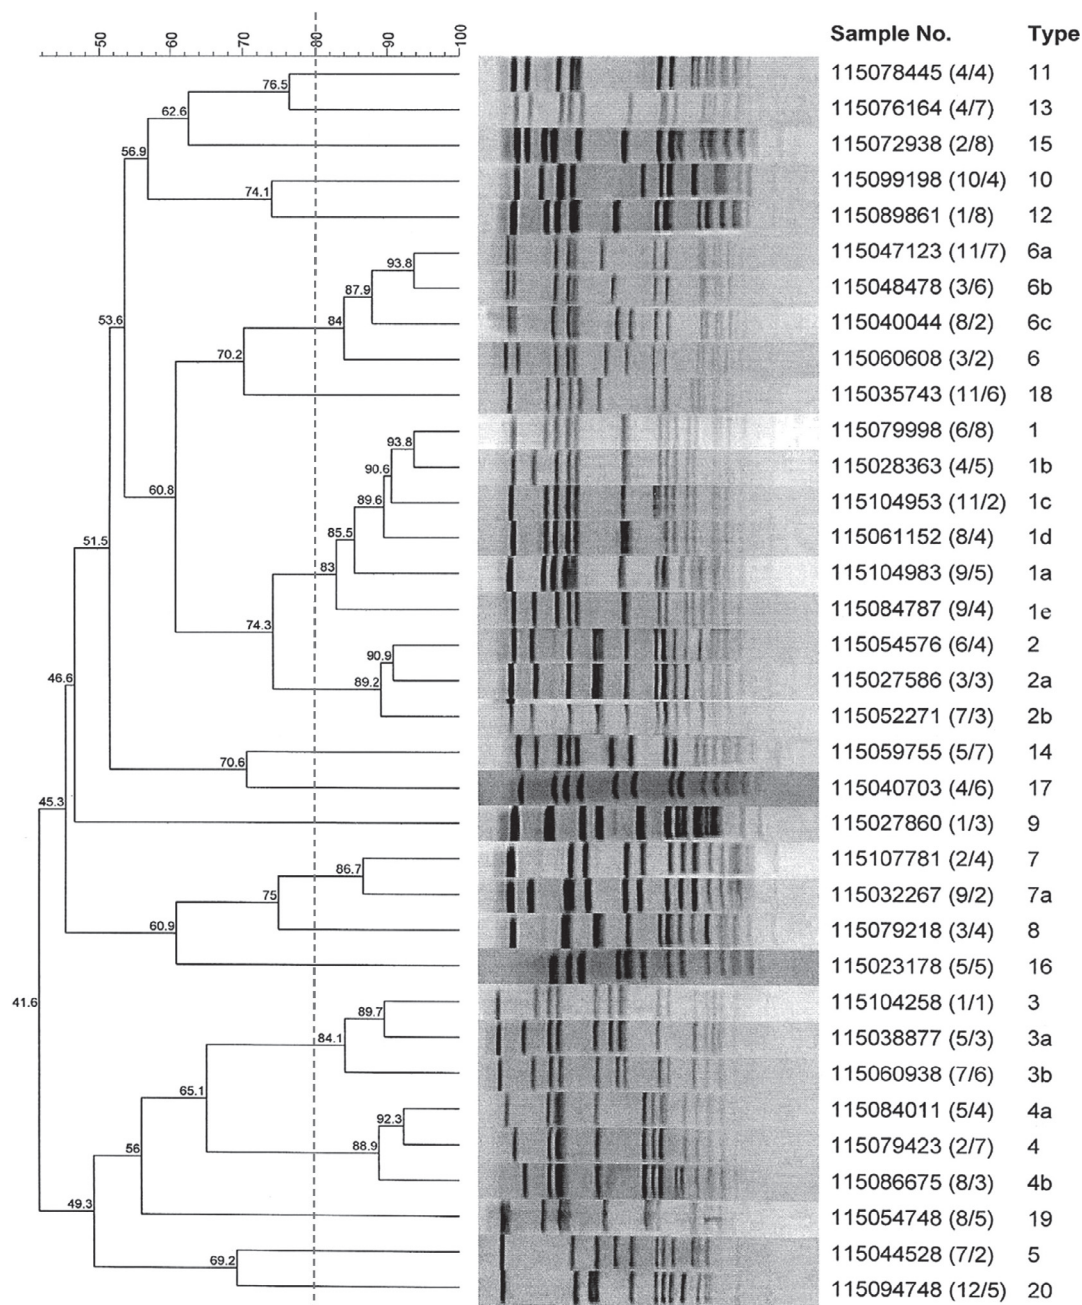 50 60 70 80 90 100 Sample No. Type
76.5 115078445 (4/4) 11
62.6 115076164 (4/7) 13
115072938 (2/8) 15
56.9
74.1 115099198 (10/4) 10
115089861 (1/8) 12
93.8 115047123 (11/7) 6a
87.9 115048478 (3/6) 6b
53.6 84 115040044 (8/2) 6c
70.2 115060608 (3/2) 6
115035743 (11/6) 18
93.8 115079998 (6/8) 1
90.6 115028363 (4/5) 1b
60.8 89.6 115104953 (11/2) 1c
51.5 85.5 115061152 (8/4) 1d
83 115104983 (9/5) 1a
115084787 (9/4) 1e
74.3
90.9 115054576 (6/4) 2
46.6 89.2 115027586 (3/3) 2a
115052271 (7/3) 2b
70.6 115059755 (5/7) 14
115040703 (4/6) 17
45.3
115027860 (1/3) 9
86.7 115107781 (2/4) 7
75 115032267 (9/2) 7a
60.9 115079218 (3/4) 8
115023178 (5/5) 16
41.6
89.7 115104258 (1/1) 3
84.1 115038877 (5/3) 3a
115060938 (7/6) 3b
65.1
92.3 115084011 (5/4) 4a
56 88.9 115079423 (2/7) 4
115086675 (8/3) 4b
49.3 115054748 (8/5) 19
69.2 115044528 (7/2) 5
115094748 (12/5) 20